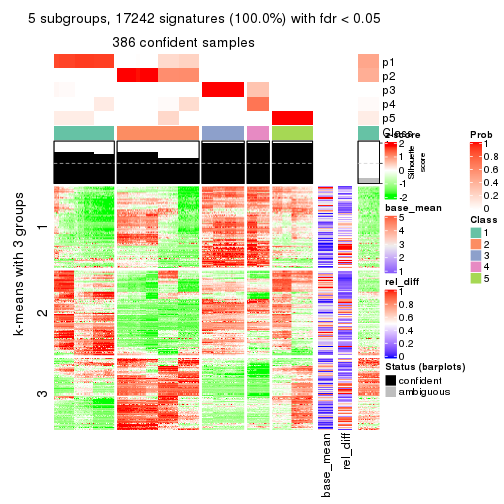 5 subgroups, 17242 signatures (100.0%) with fdr < 0.05
386 confident samples
p1
p2
p3
p4
p5
Class
z-score
2
1
0
-1
-2
Silhouette
score
Prob
1
0.8
0.6
0.4
0.2
0
base_mean
5
4
3
2
1
Class
1
2
3
4
5
rel_diff
1
0.8
0.6
0.4
0.2
0
Status (barplots)
confident
ambiguous
k-means with 3 groups
1
2
3
base_mean
rel_diff